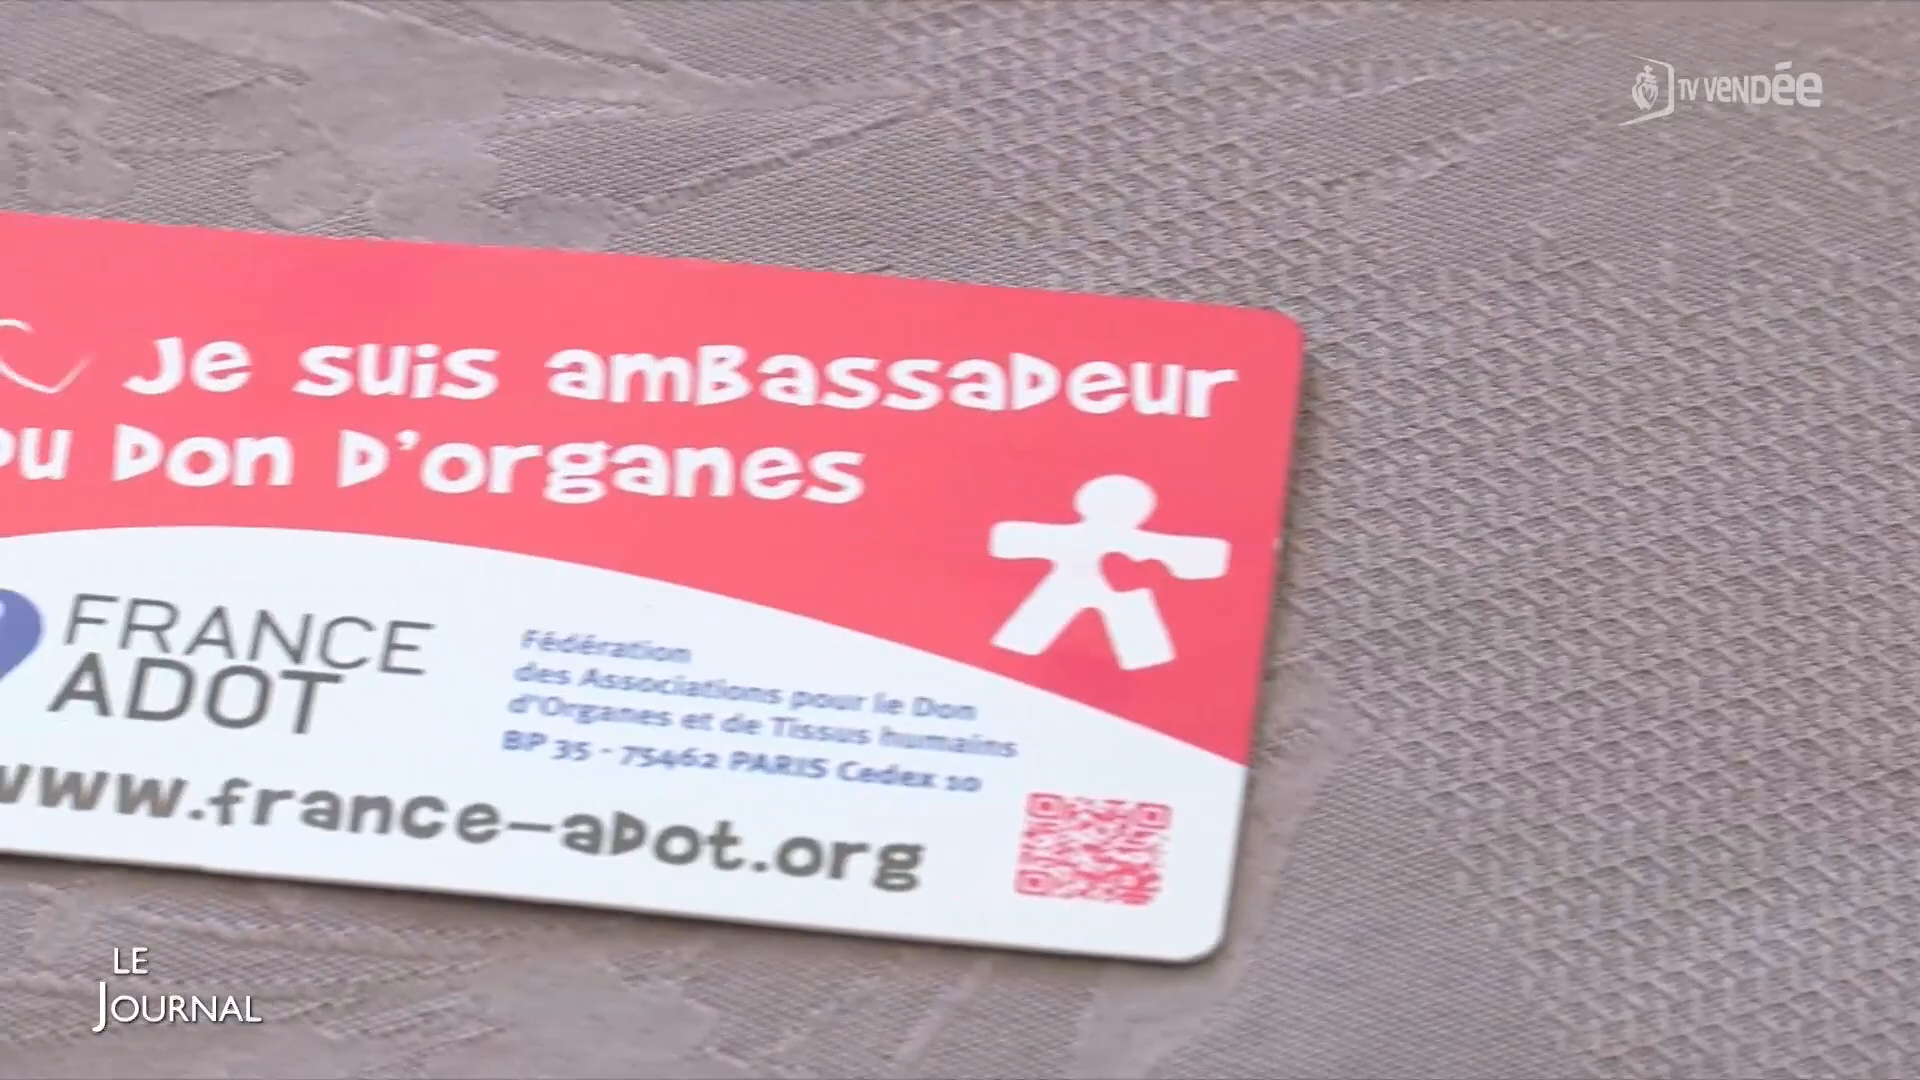 TV VENDÉE
Je suis ambassadeur
du don d'organes
FRANCE
ADOT
Fédération
des Associations pour le Don
d'Organes et de Tissus humains
BP 35 - 75462 PARIS Cedex 10
www.france-adot.org
LE
JOURNAL